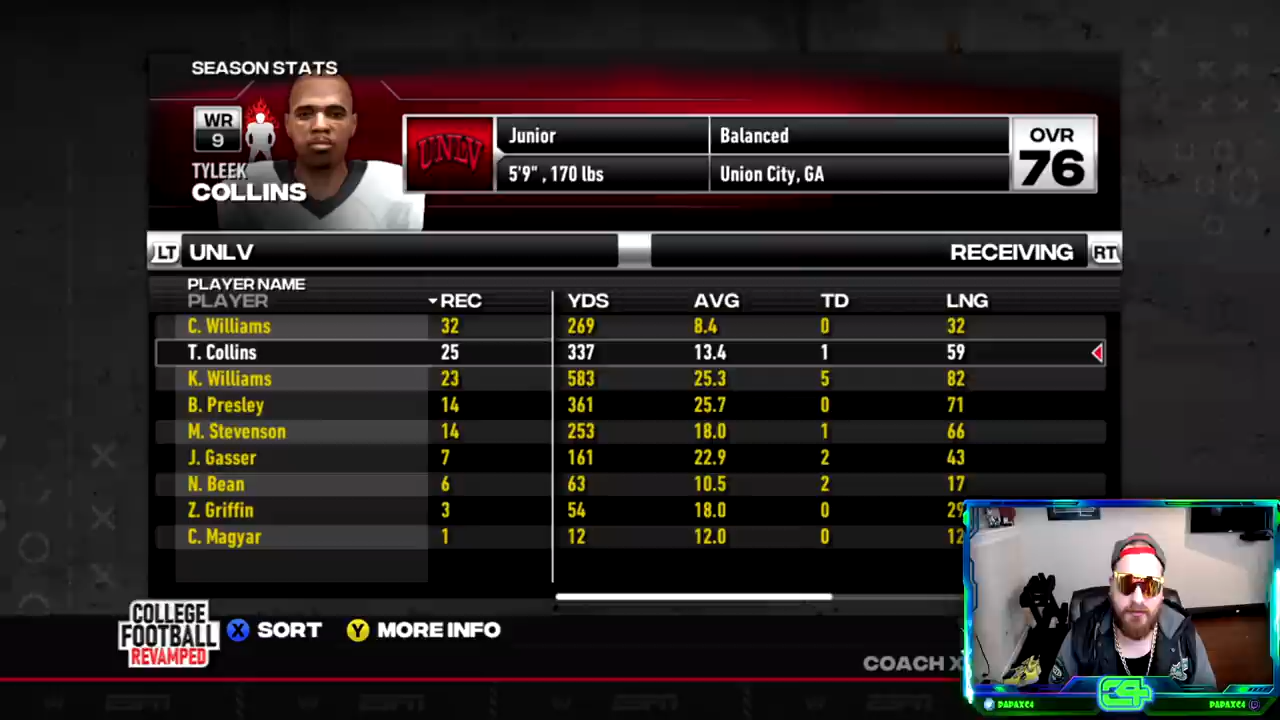 SEASON STATS
WR
9
TYLEEK
COLLINS
UNLV
Junior
Balanced
5'9" , 170 lbs
Union City, GA
OVR
76
LT UNLV RECEIVING RT
PLAYER NAME
PLAYER REC YDS AVG TD LNG
C. Williams 32 269 8.4 0 32
T. Collins 25 337 13.4 1 59
K. Williams 23 583 25.3 5 82
B. Presley 14 361 25.7 0 71
M. Stevenson 14 253 18.0 1 66
J. Gasser 7 161 22.9 2 43
N. Bean 6 63 10.5 2 17
Z. Griffin 3 54 18.0 0 29
C. Magyar 1 12 12.0 0 12
COLLEGE
FOOTBALL
REVAMPED
X SORT Y MORE INFO
COACH
C4
PAPAXC4 PAPAXC4